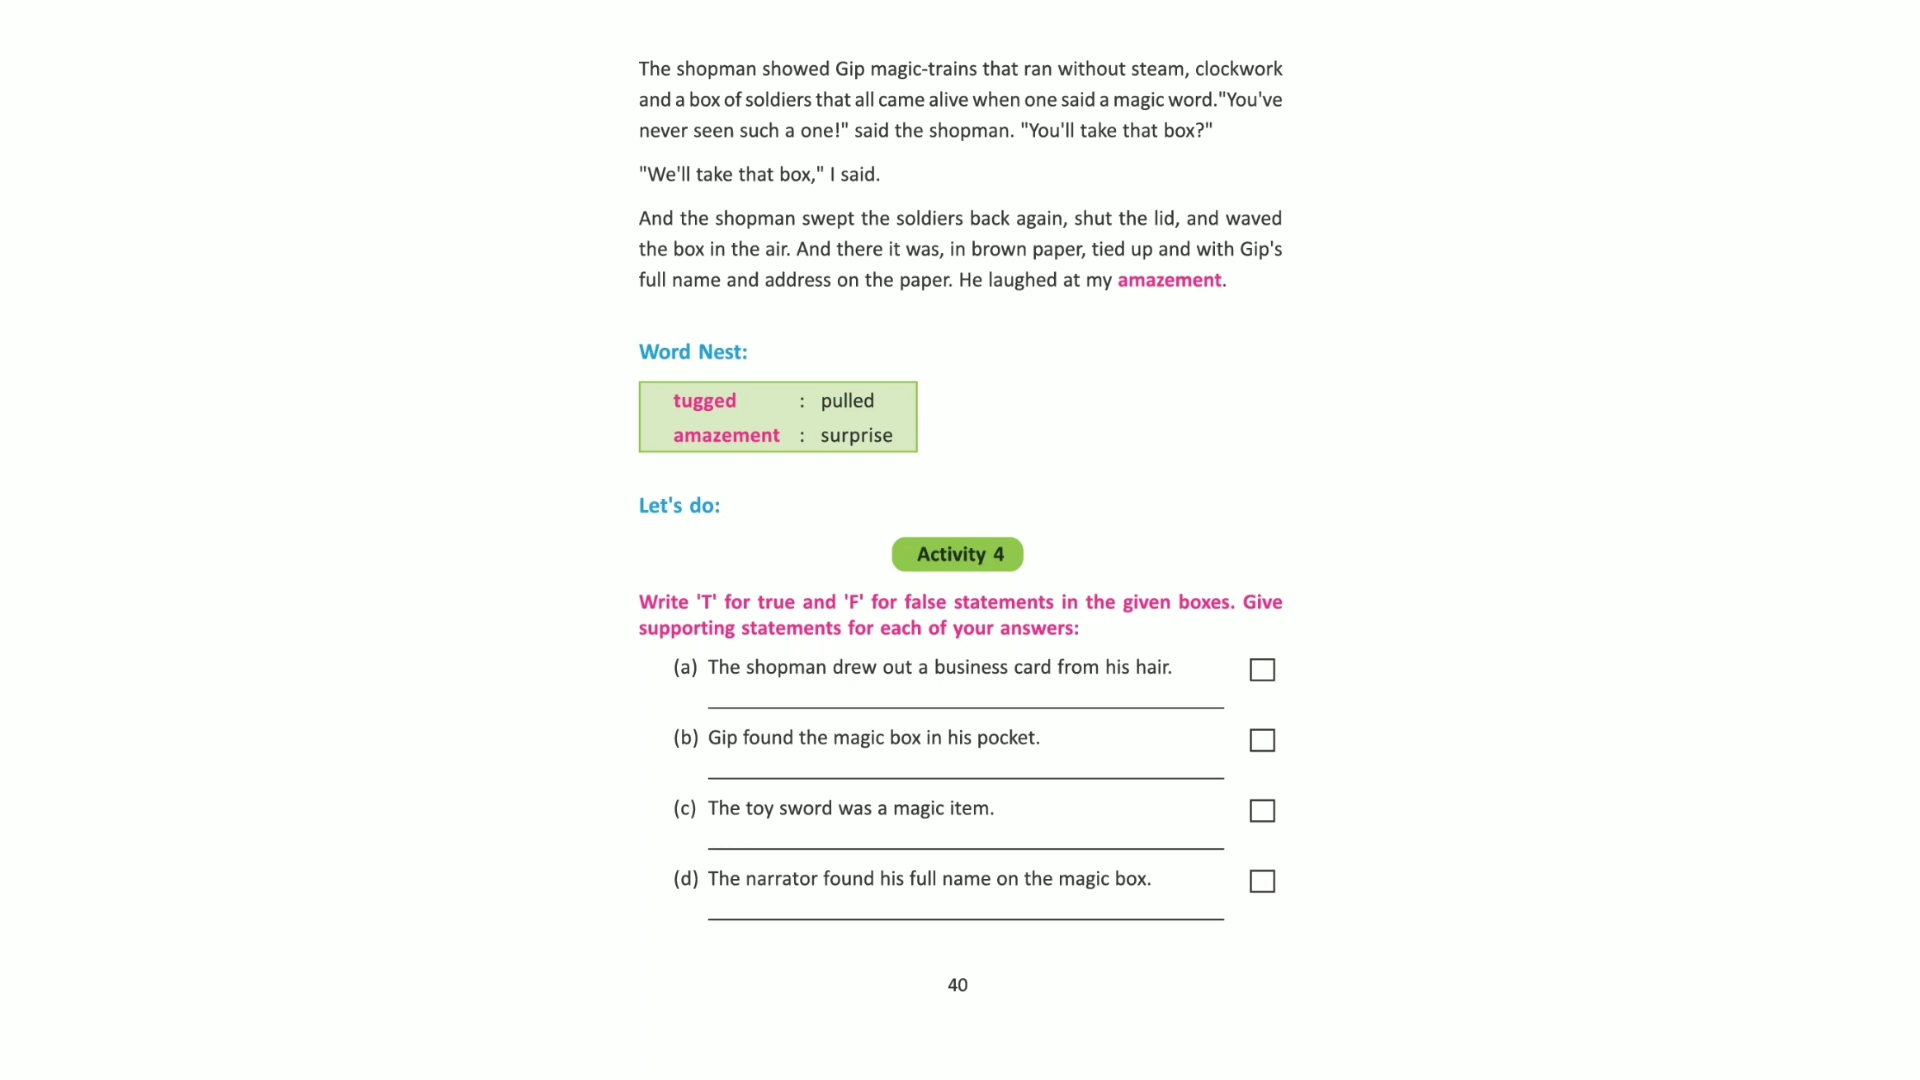 The shopman showed Gip magic-trains that ran without steam, clockwork
and a box of soldiers that all came alive when one said a magic word."You've
never seen such a one!" said the shopman. "You'll take that box?"
"We'll take that box," I said.
And the shopman swept the soldiers back again, shut the lid, and waved
the box in the air. And there it was, in brown paper, tied up and with Gip's
full name and address on the paper. He laughed at my amazement.
Word Nest:
tugged : pulled
amazement : surprise
Let's do:
Activity 4
Write 'T' for true and 'F' for false statements in the given boxes. Give
supporting statements for each of your answers:
(a) The shopman drew out a business card from his hair.
(b) Gip found the magic box in his pocket.
(c) The toy sword was a magic item.
(d) The narrator found his full name on the magic box.
40